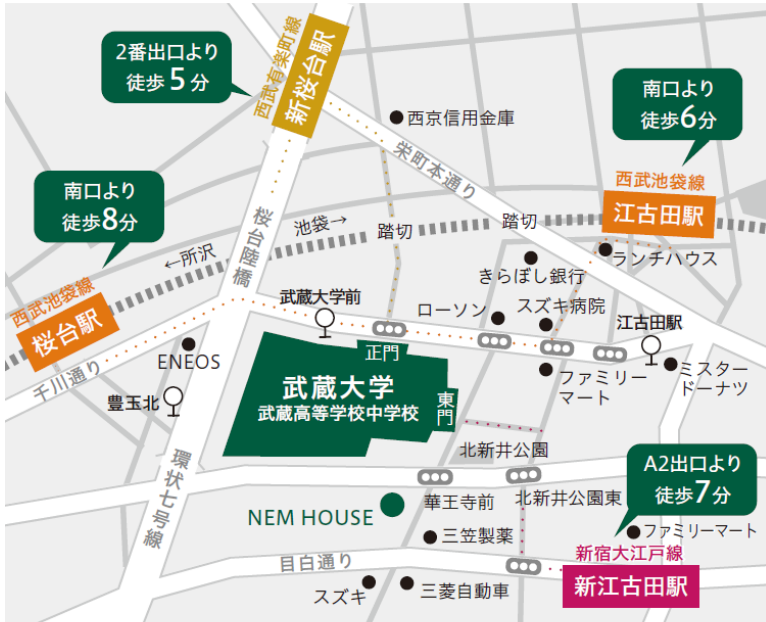 2番出口より
徒歩5分
西武有楽町線
新桜台駅
西京信用金庫
南口より
徒歩6分
栄町本通り
西武池袋線
江古田駅
南口より
徒歩8分
桜台陸橋
池袋→
←所沢
踏切
踏切
ランチハウス
きらぼし銀行
西武池袋線
桜台駅
武蔵大学前
ローソン
スズキ病院
江古田駅
ENEOS
正門
千川通り
豊玉北
武蔵大学
武蔵高等学校中学校
東門
ファミリー
マート
ミスター
ドーナツ
北新井公園
A2出口より
徒歩7分
環状七号線
華王寺前
北新井公園東
NEM HOUSE
三笠製薬
ファミリーマート
新宿大江戸線
新江古田駅
目白通り
スズキ
三菱自動車